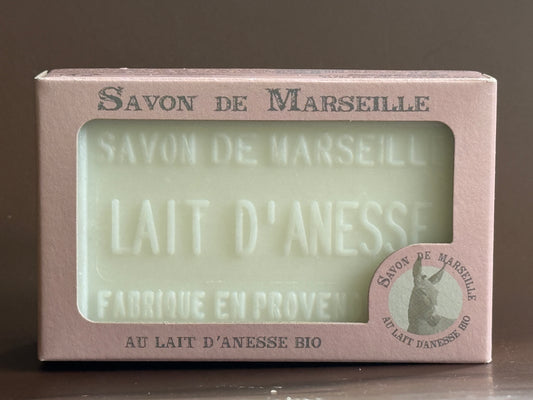 SAVON DE MARSEILLE
SAVON DE MARSEILLE
LAIT D'ANESSE
FABRIQUE EN PROVEN
SAVON DE MARSEILLE
AU LAIT DANESSE BIO
AU LAIT D'ANESSE BIO